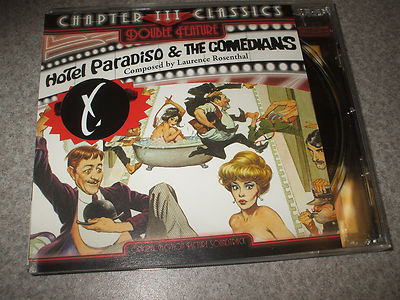 CHAPTER III CLASSICS
DOUBLE FEATURE
Hotel Paradiso & THE COMEDIANS
Composed by Laurence Rosenthal
X
ORIGINAL MOTION PICTURE SOUNDTRACK